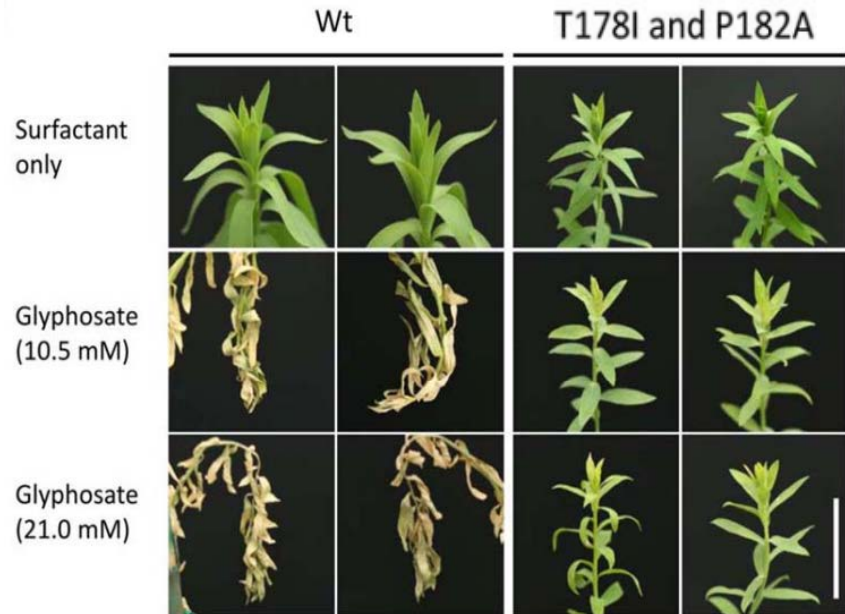 Wt
T178I and P182A
Surfactant
only
Glyphosate
(10.5 mM)
Glyphosate
(21.0 mM)